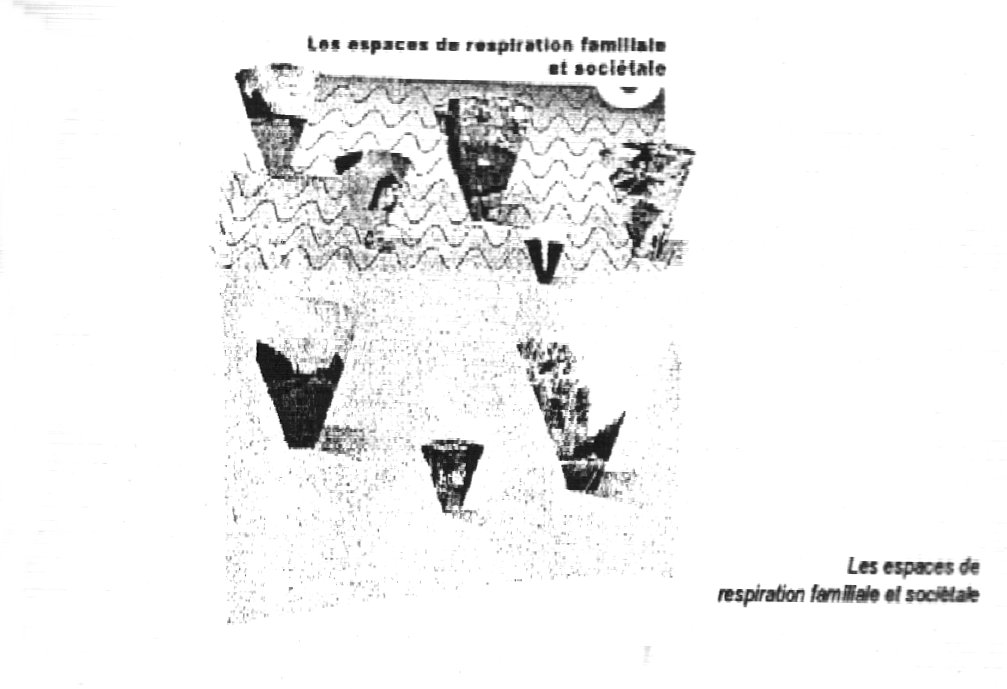 Les espaces de respiration familiale
et sociétale
Les espaces de
respiration familiale et sociétale